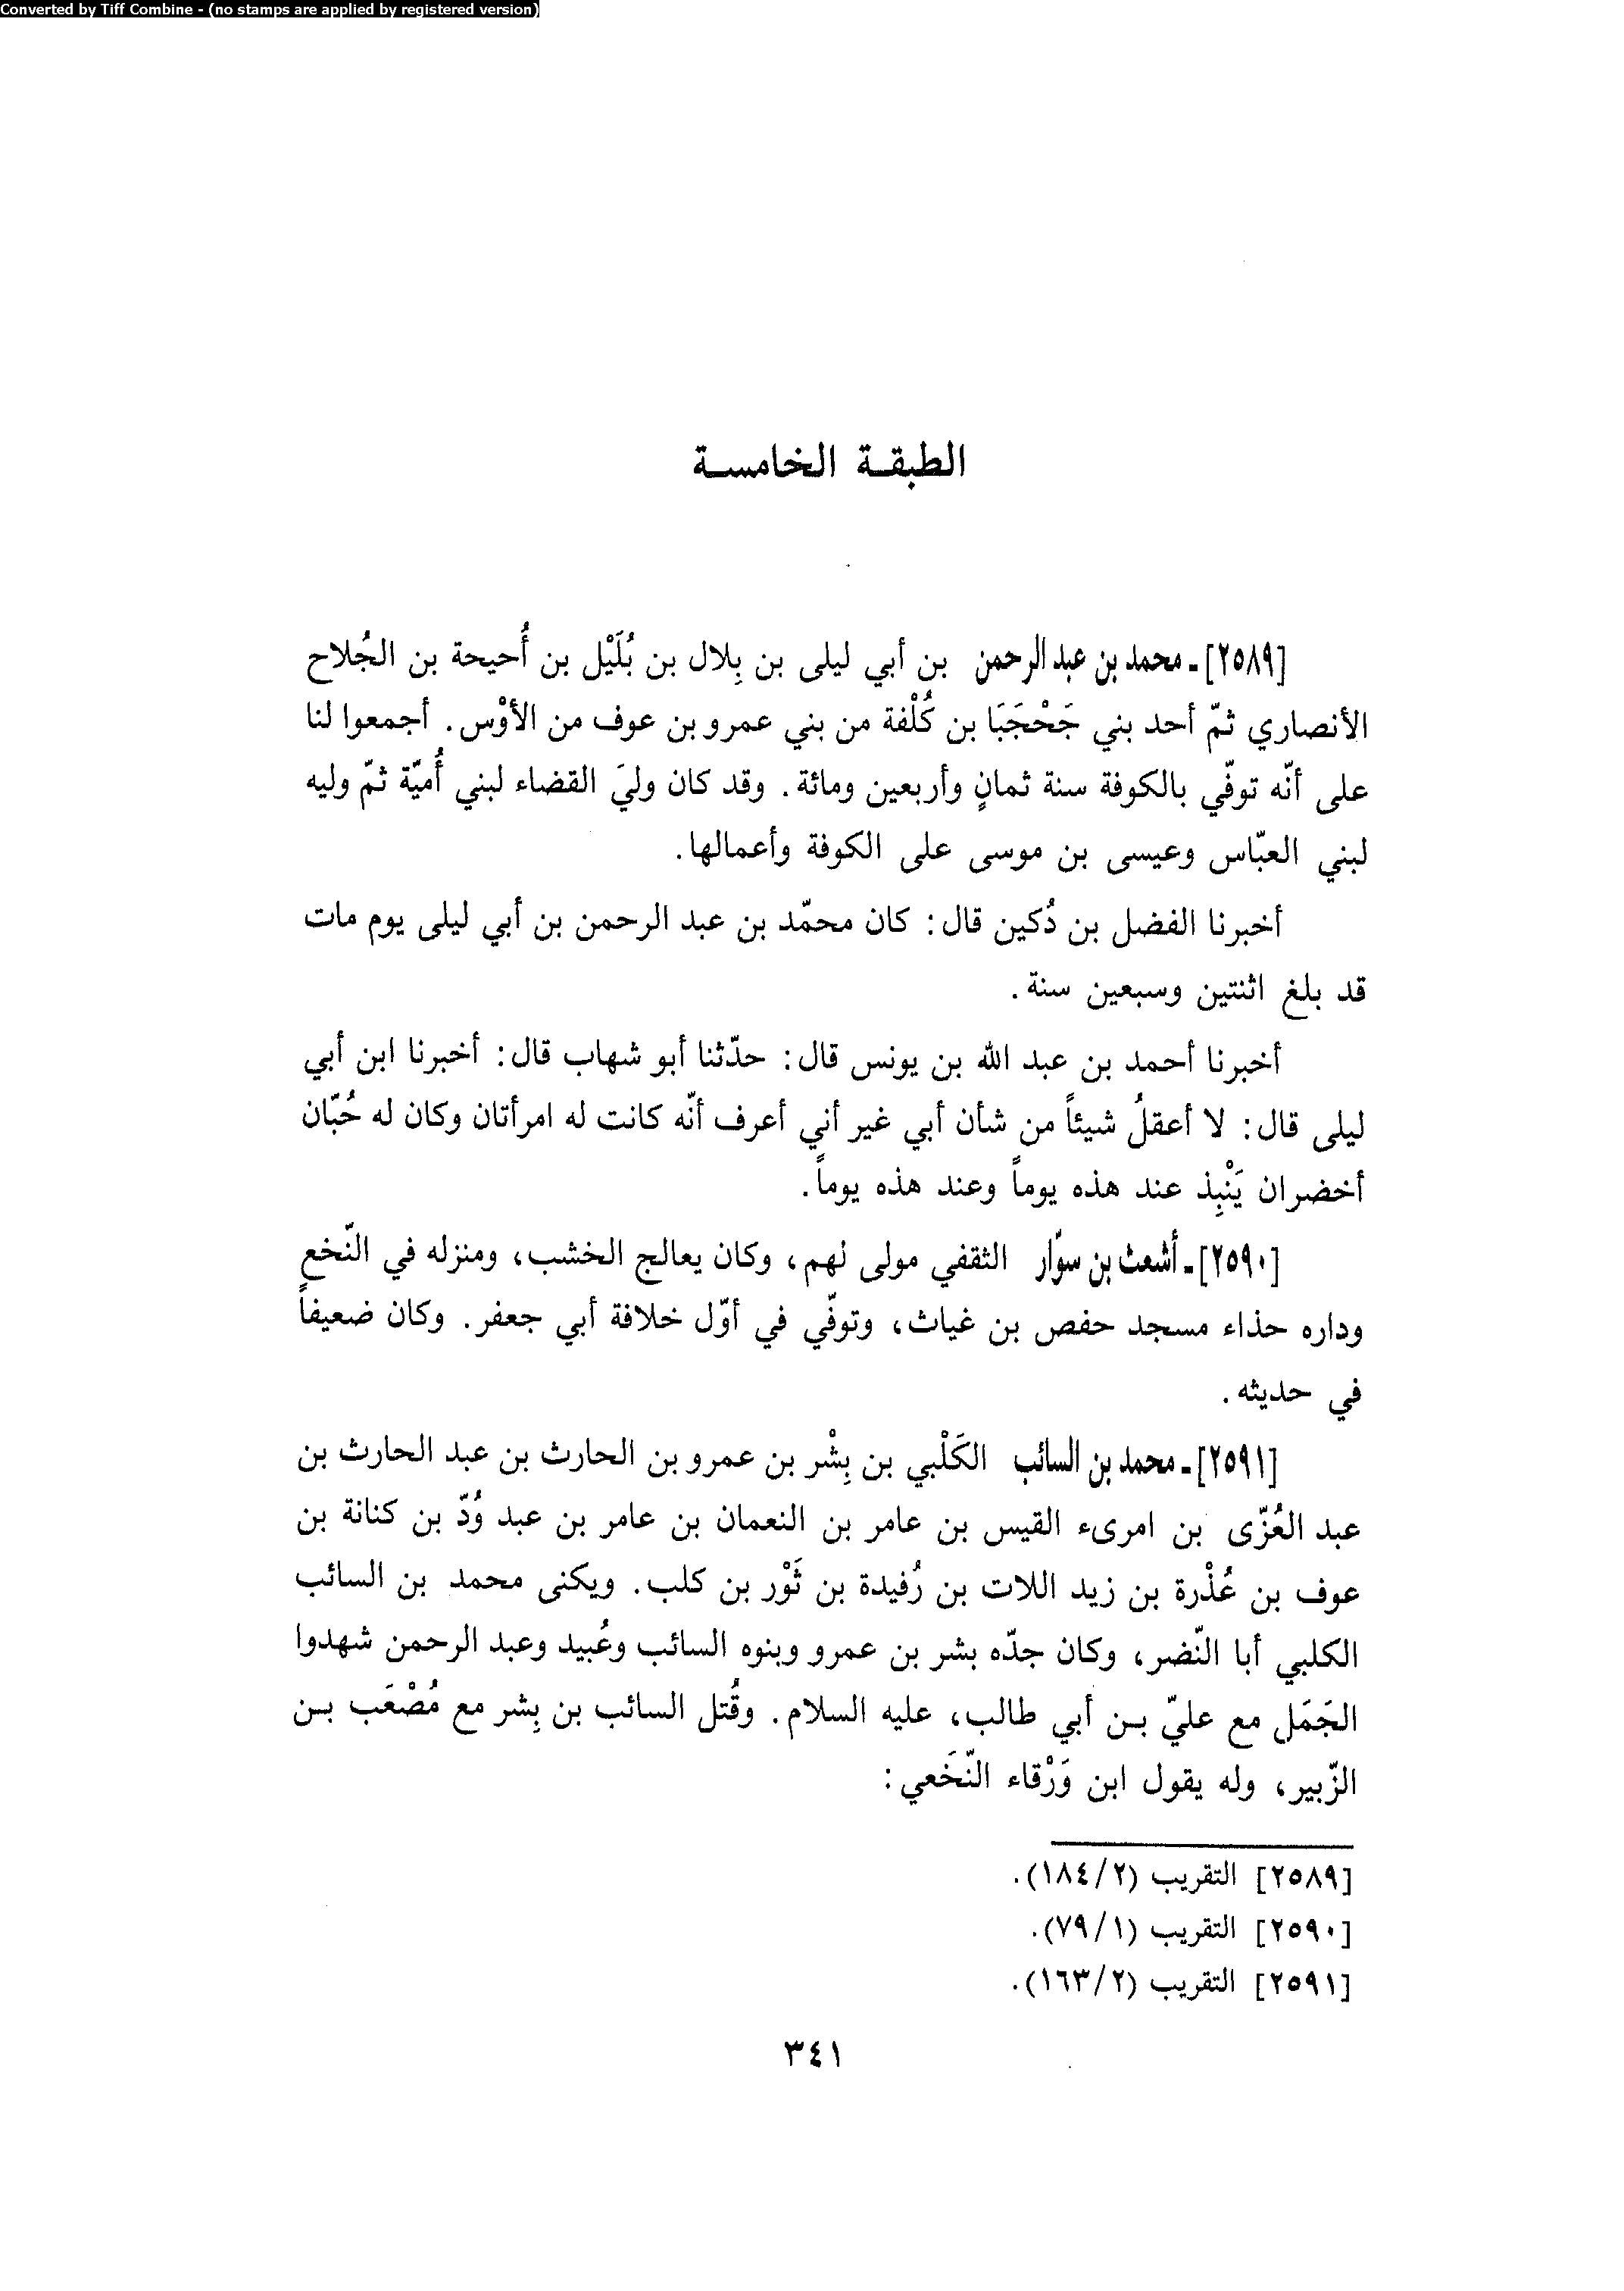 Converted by Tiff Combine - (no stamps are applied by registered version)
الطبقة الخامسة
[٢٥٨٩] ـ محمد بن عبد الرحمن بن أبي ليلى بن بِلال بن بُلَيْل بن أُحيحة بن الجُلاح
الأنصاري ثمّ أحد بني جَحْجَبَا بن كُلْفة من بني عمرو بن عوف من الأوْس. أجمعوا لنا
على أنّه توفّي بالكوفة سنة ثمانٍ وأربعين ومائة. وقد كان وليَ القضاء لبني أُميّة ثمّ وليه
لبني العبّاس وعيسى بن موسى على الكوفة وأعمالها.
أخبرنا الفضل بن دُكين قال: كان محمّد بن عبد الرحمن بن أبي ليلى يوم مات
قد بلغ اثنتين وسبعين سنة.
أخبرنا أحمد بن عبد الله بن يونس قال: حدّثنا أبو شهاب قال: أخبرنا ابن أبي
ليلى قال: لا أعقلُ شيئاً من شأن أبي غير أني أعرف أنّه كانت له امرأتان وكان له حُبّان
أخضران يَنْبِذ عند هذه يوماً وعند هذه يوماً.
[٢٥٩٠] ـ أشعث بن سوّار الثقفي مولى لهم، وكان يعالج الخشب، ومنزله في النّخع
وداره حذاء مسجد حفص بن غياث، وتوفّي في أوّل خلافة أبي جعفر. وكان ضعيفاً
في حديثه.
[٢٥٩١] ـ محمد بن السائب الكَلْبي بن بِشْر بن عمرو بن الحارث بن عبد الحارث بن
عبد العُزّى بن امرىء القيس بن عامر بن النعمان بن عامر بن عبد وُدّ بن كنانة بن
عوف بن عُذْرة بن زيد اللات بن رُفيدة بن ثَوْر بن كلب. ويكنى محمد بن السائب
الكلبي أبا النّضر، وكان جدّه بشر بن عمرو وبنوه السائب وعُبيد وعبد الرحمن شهدوا
الجَمَل مع عليّ بن أبي طالب، عليه السلام. وقُتل السائب بن بِشر مع مُصْعَب بن
الزّبير، وله يقول ابن وَرْقاء النّخَعي:
[٢٥٨٩] التقريب (٢/١٨٤).
[٢٥٩٠] التقريب (١/٧٩).
[٢٥٩١] التقريب (٢/١٦٣).
٣٤١